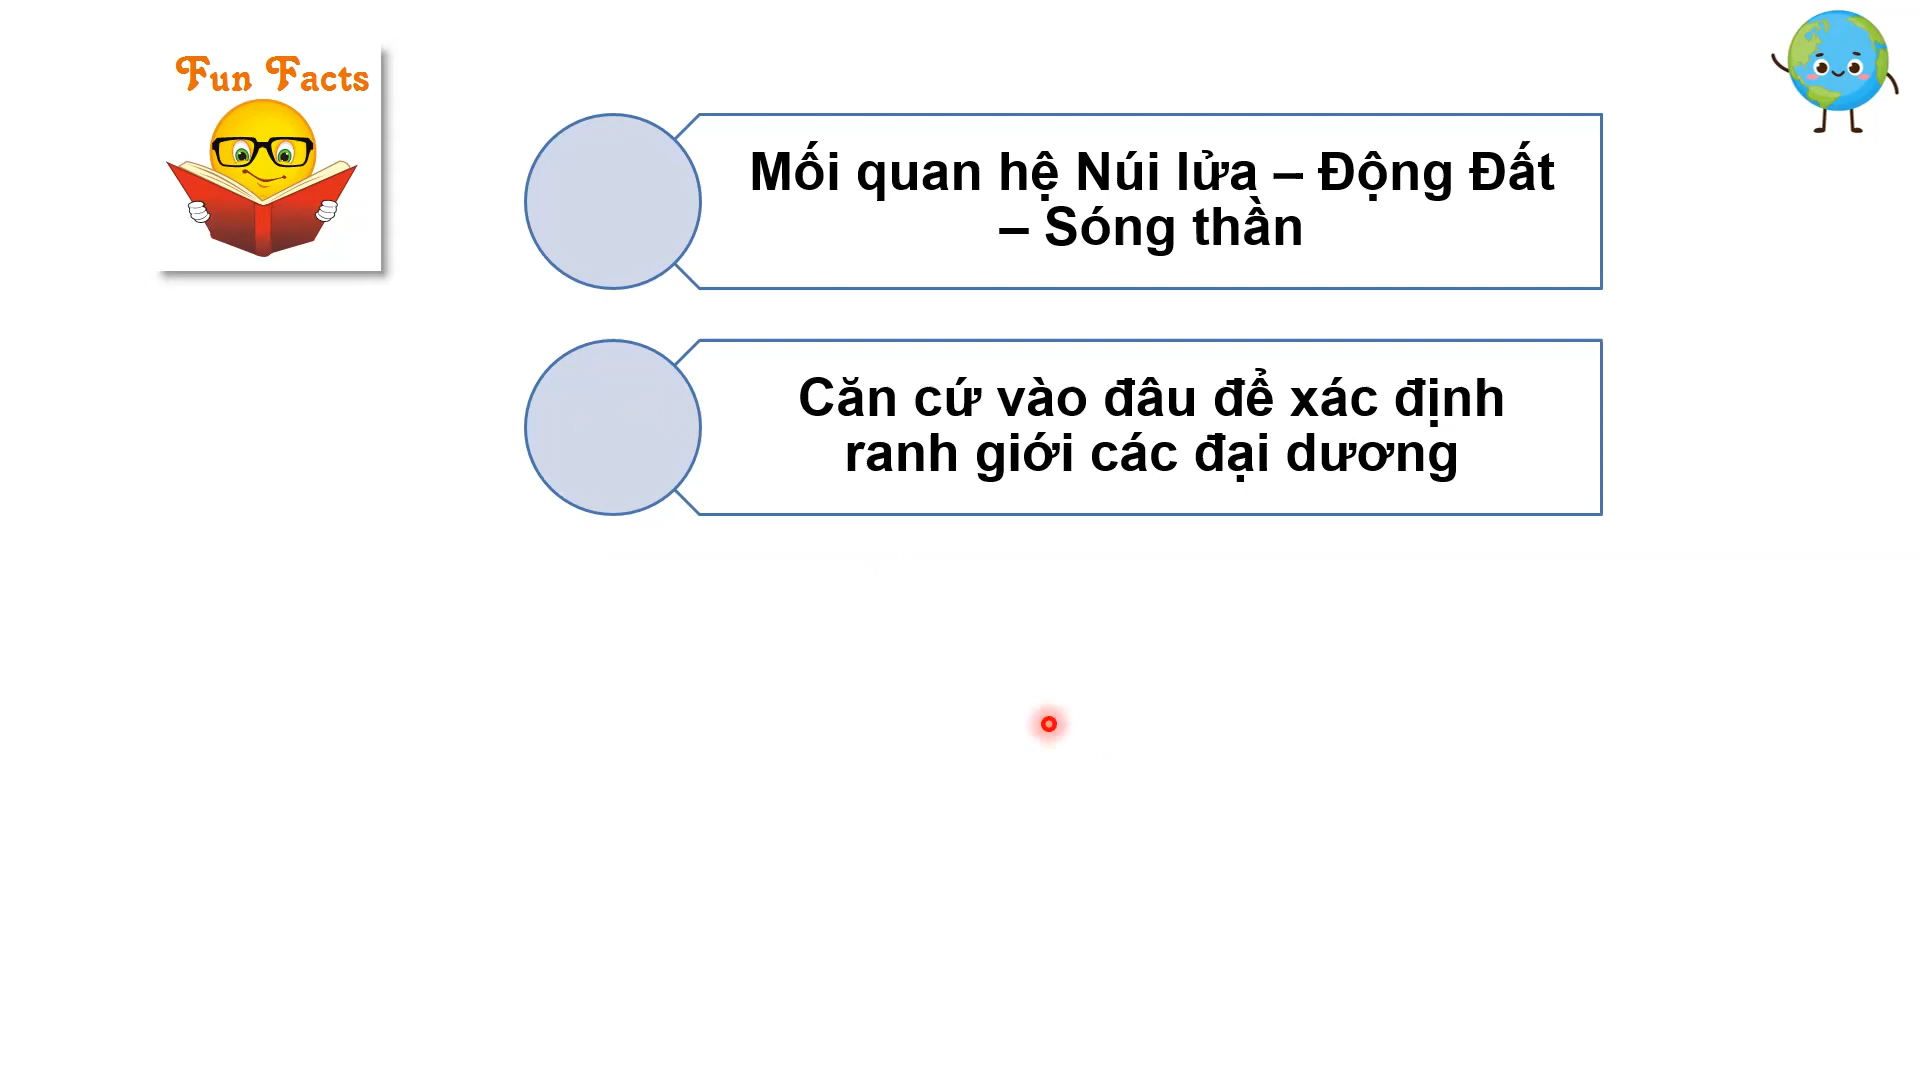 Fun Facts
Mối quan hệ Núi lửa – Động Đất
– Sóng thần
Căn cứ vào đâu để xác định
ranh giới các đại dương